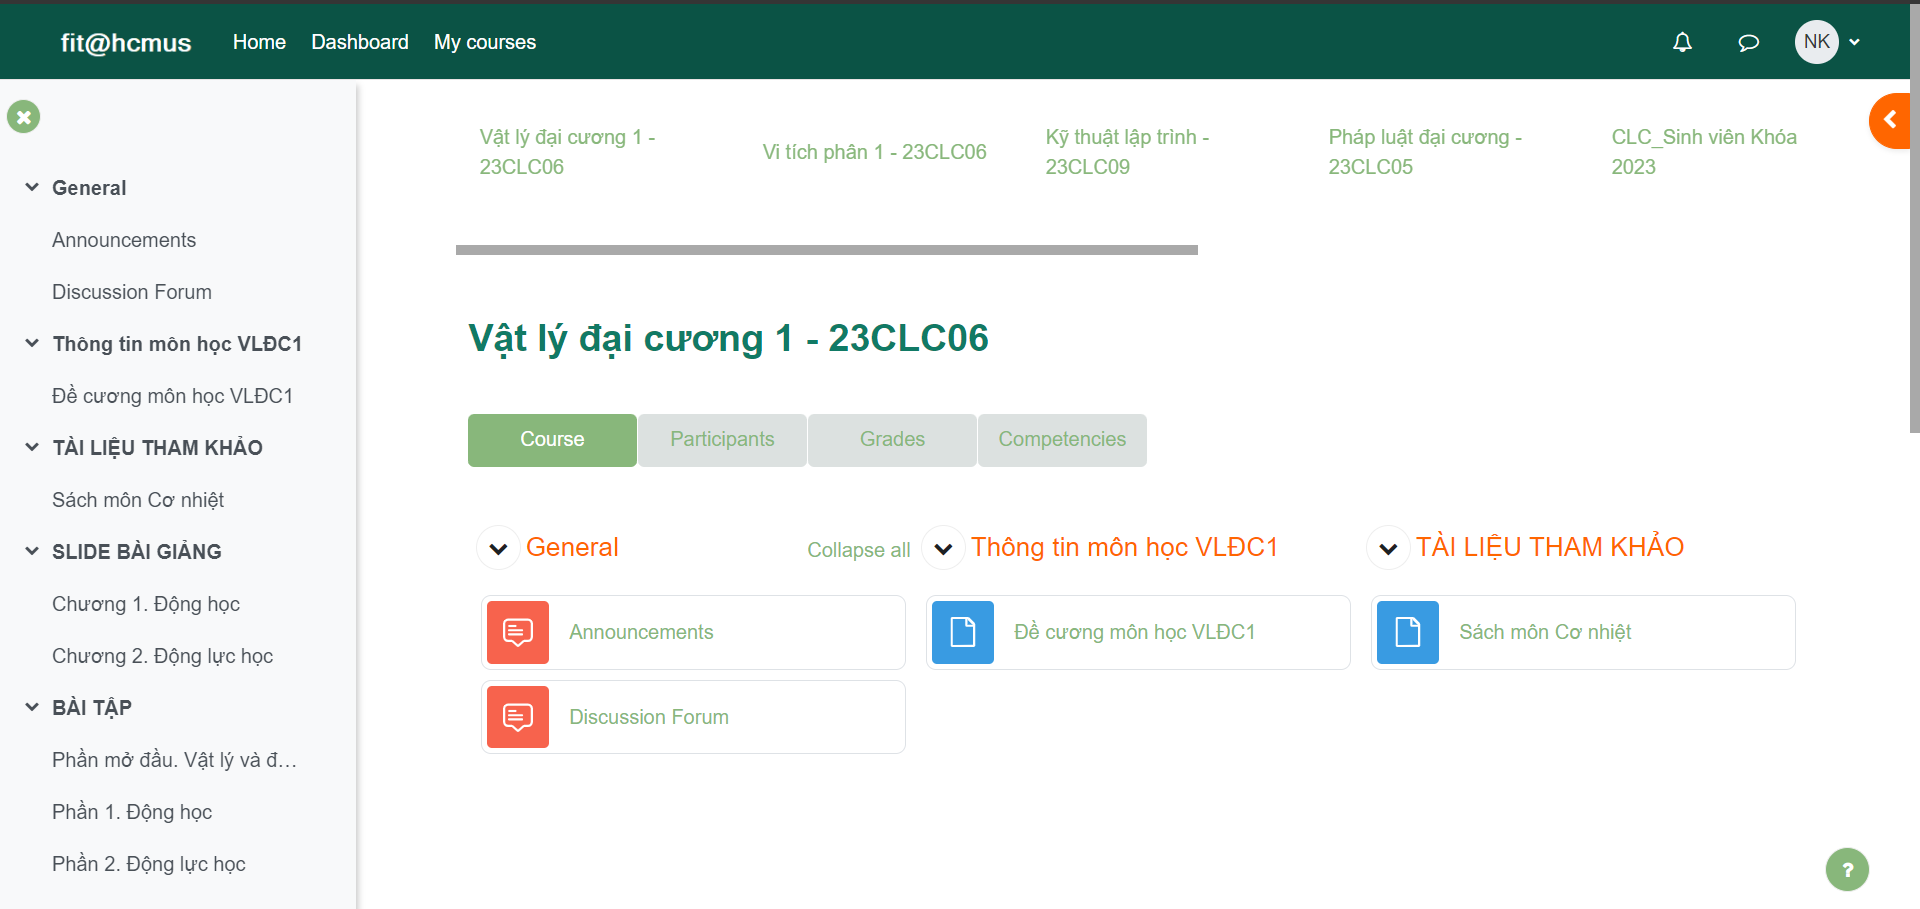 fit@hcmus
Home
Dashboard
My courses
NK
General
Announcements
Discussion Forum
Thông tin môn học VLĐC1
Đề cương môn học VLĐC1
TÀI LIỆU THAM KHẢO
Sách môn Cơ nhiệt
SLIDE BÀI GIẢNG
Chương 1. Động học
Chương 2. Động lực học
BÀI TẬP
Phần mở đầu. Vật lý và đ...
Phần 1. Động học
Phần 2. Động lực học
Vật lý đại cương 1 -
23CLC06
Vi tích phân 1 - 23CLC06
Kỹ thuật lập trình -
23CLC09
Pháp luật đại cương -
23CLC05
CLC_Sinh viên Khóa
2023
Vật lý đại cương 1 - 23CLC06
Course
Participants
Grades
Competencies
General
Collapse all
Announcements
Discussion Forum
Thông tin môn học VLĐC1
Đề cương môn học VLĐC1
TÀI LIỆU THAM KHẢO
Sách môn Cơ nhiệt
?